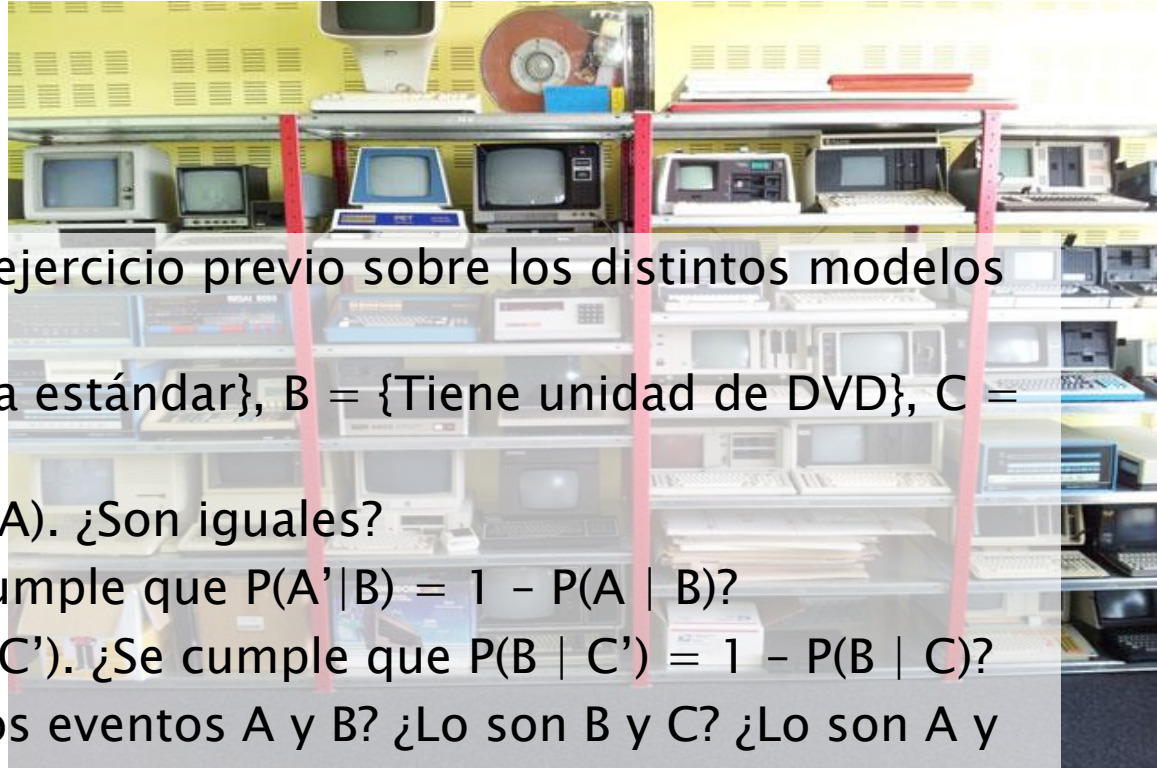 ejercicio previo sobre los distintos modelos
a estándar}, B = {Tiene unidad de DVD}, C =
A). ¿Son iguales?
umple que P(A’|B) = 1 – P(A | B)?
C’). ¿Se cumple que P(B | C’) = 1 – P(B | C)?
os eventos A y B? ¿Lo son B y C? ¿Lo son A y
PET